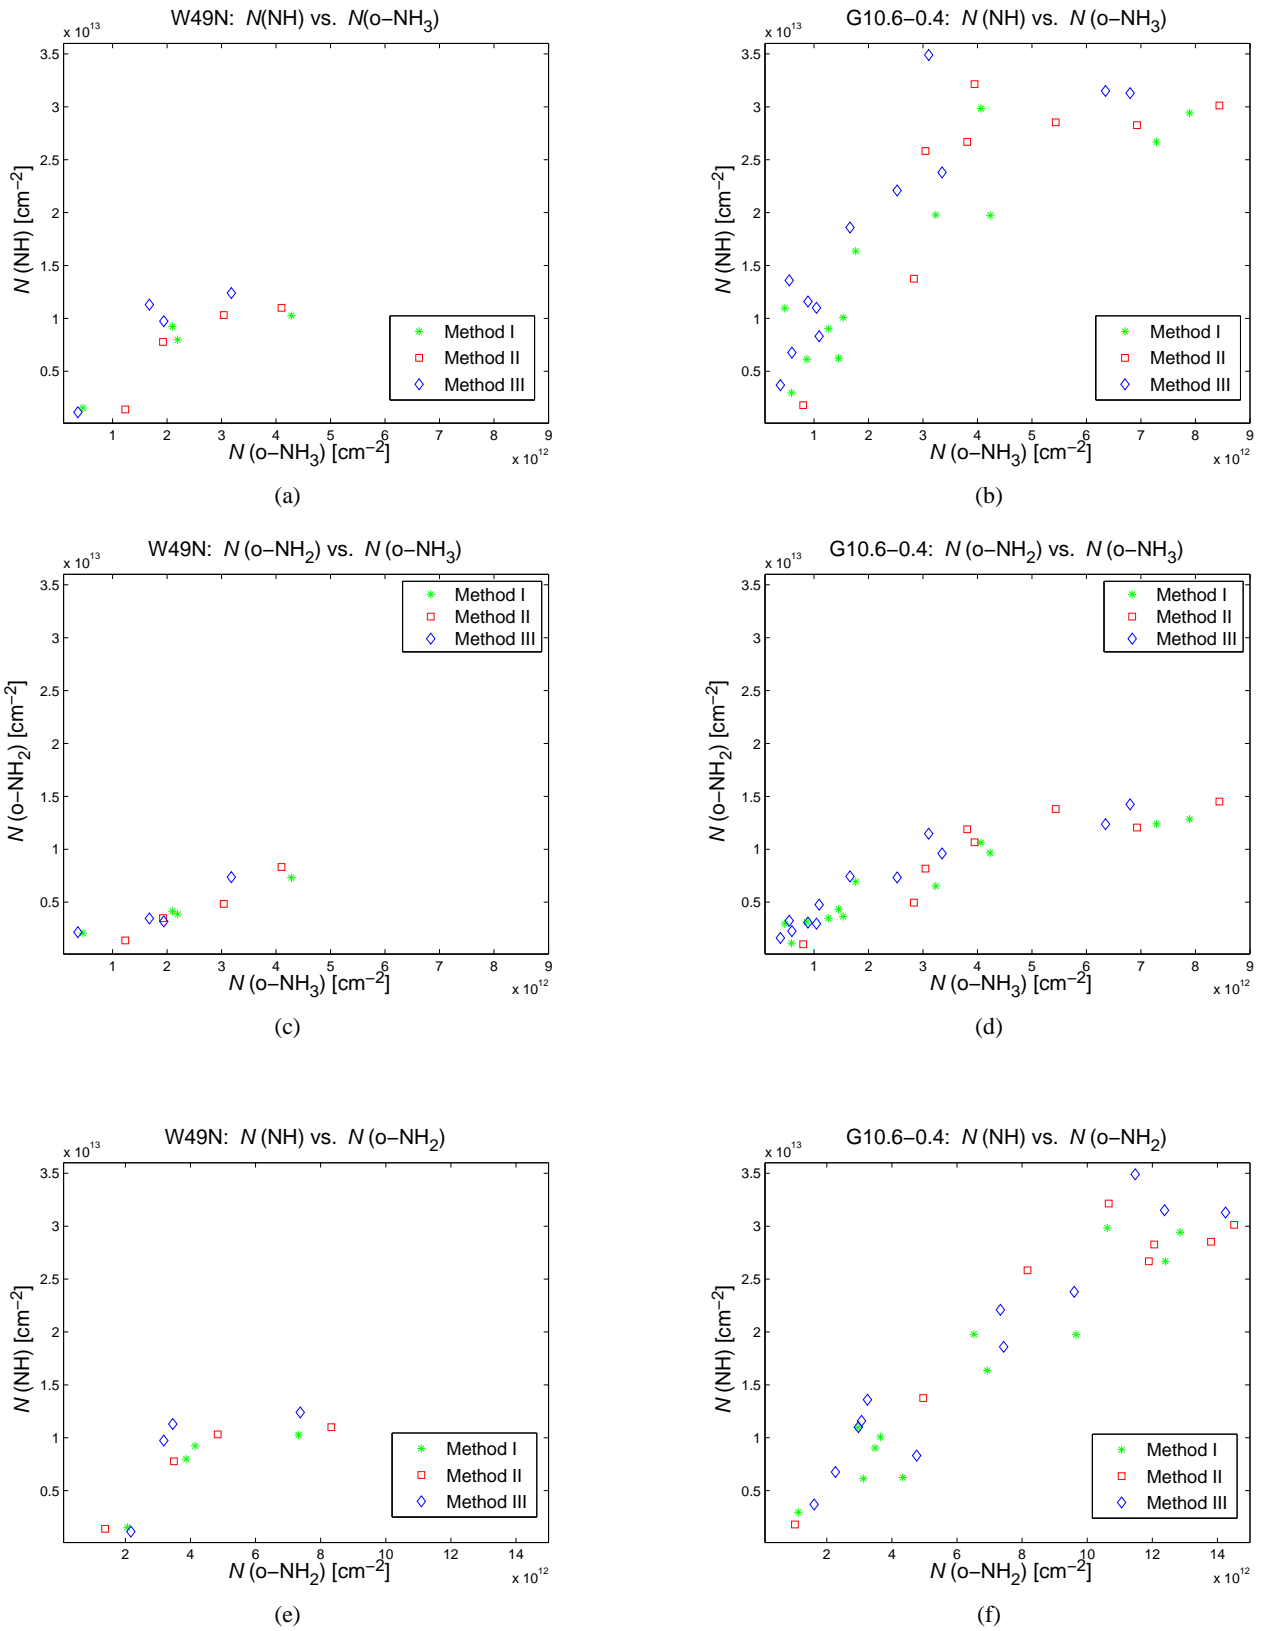 W49N: N(NH) vs. N(o−NH3)
x 10^13
3.5
3
2.5
2
1.5
1
0.5
N (NH) [cm−2]
Method I
Method II
Method III
1 2 3 4 5 6 7 8 9
N (o−NH3) [cm−2]
x 10^12
(a)
G10.6−0.4: N (NH) vs. N (o−NH3)
x 10^13
3.5
3
2.5
2
1.5
1
0.5
N (NH) [cm−2]
Method I
Method II
Method III
1 2 3 4 5 6 7 8 9
N (o−NH3) [cm−2]
x 10^12
(b)
W49N: N (o−NH2) vs. N (o−NH3)
x 10^13
3.5
3
2.5
2
1.5
1
0.5
N (o−NH2) [cm−2]
Method I
Method II
Method III
1 2 3 4 5 6 7 8 9
N (o−NH3) [cm−2]
x 10^12
(c)
G10.6−0.4: N (o−NH2) vs. N (o−NH3)
x 10^13
3.5
3
2.5
2
1.5
1
0.5
N (o−NH2) [cm−2]
Method I
Method II
Method III
1 2 3 4 5 6 7 8 9
N (o−NH3) [cm−2]
x 10^12
(d)
W49N: N (NH) vs. N (o−NH2)
x 10^13
3.5
3
2.5
2
1.5
1
0.5
N (NH) [cm−2]
Method I
Method II
Method III
2 4 6 8 10 12 14
N (o−NH2) [cm−2]
x 10^12
(e)
G10.6−0.4: N (NH) vs. N (o−NH2)
x 10^13
3.5
3
2.5
2
1.5
1
0.5
N (NH) [cm−2]
Method I
Method II
Method III
2 4 6 8 10 12 14
N (o−NH2) [cm−2]
x 10^12
(f)